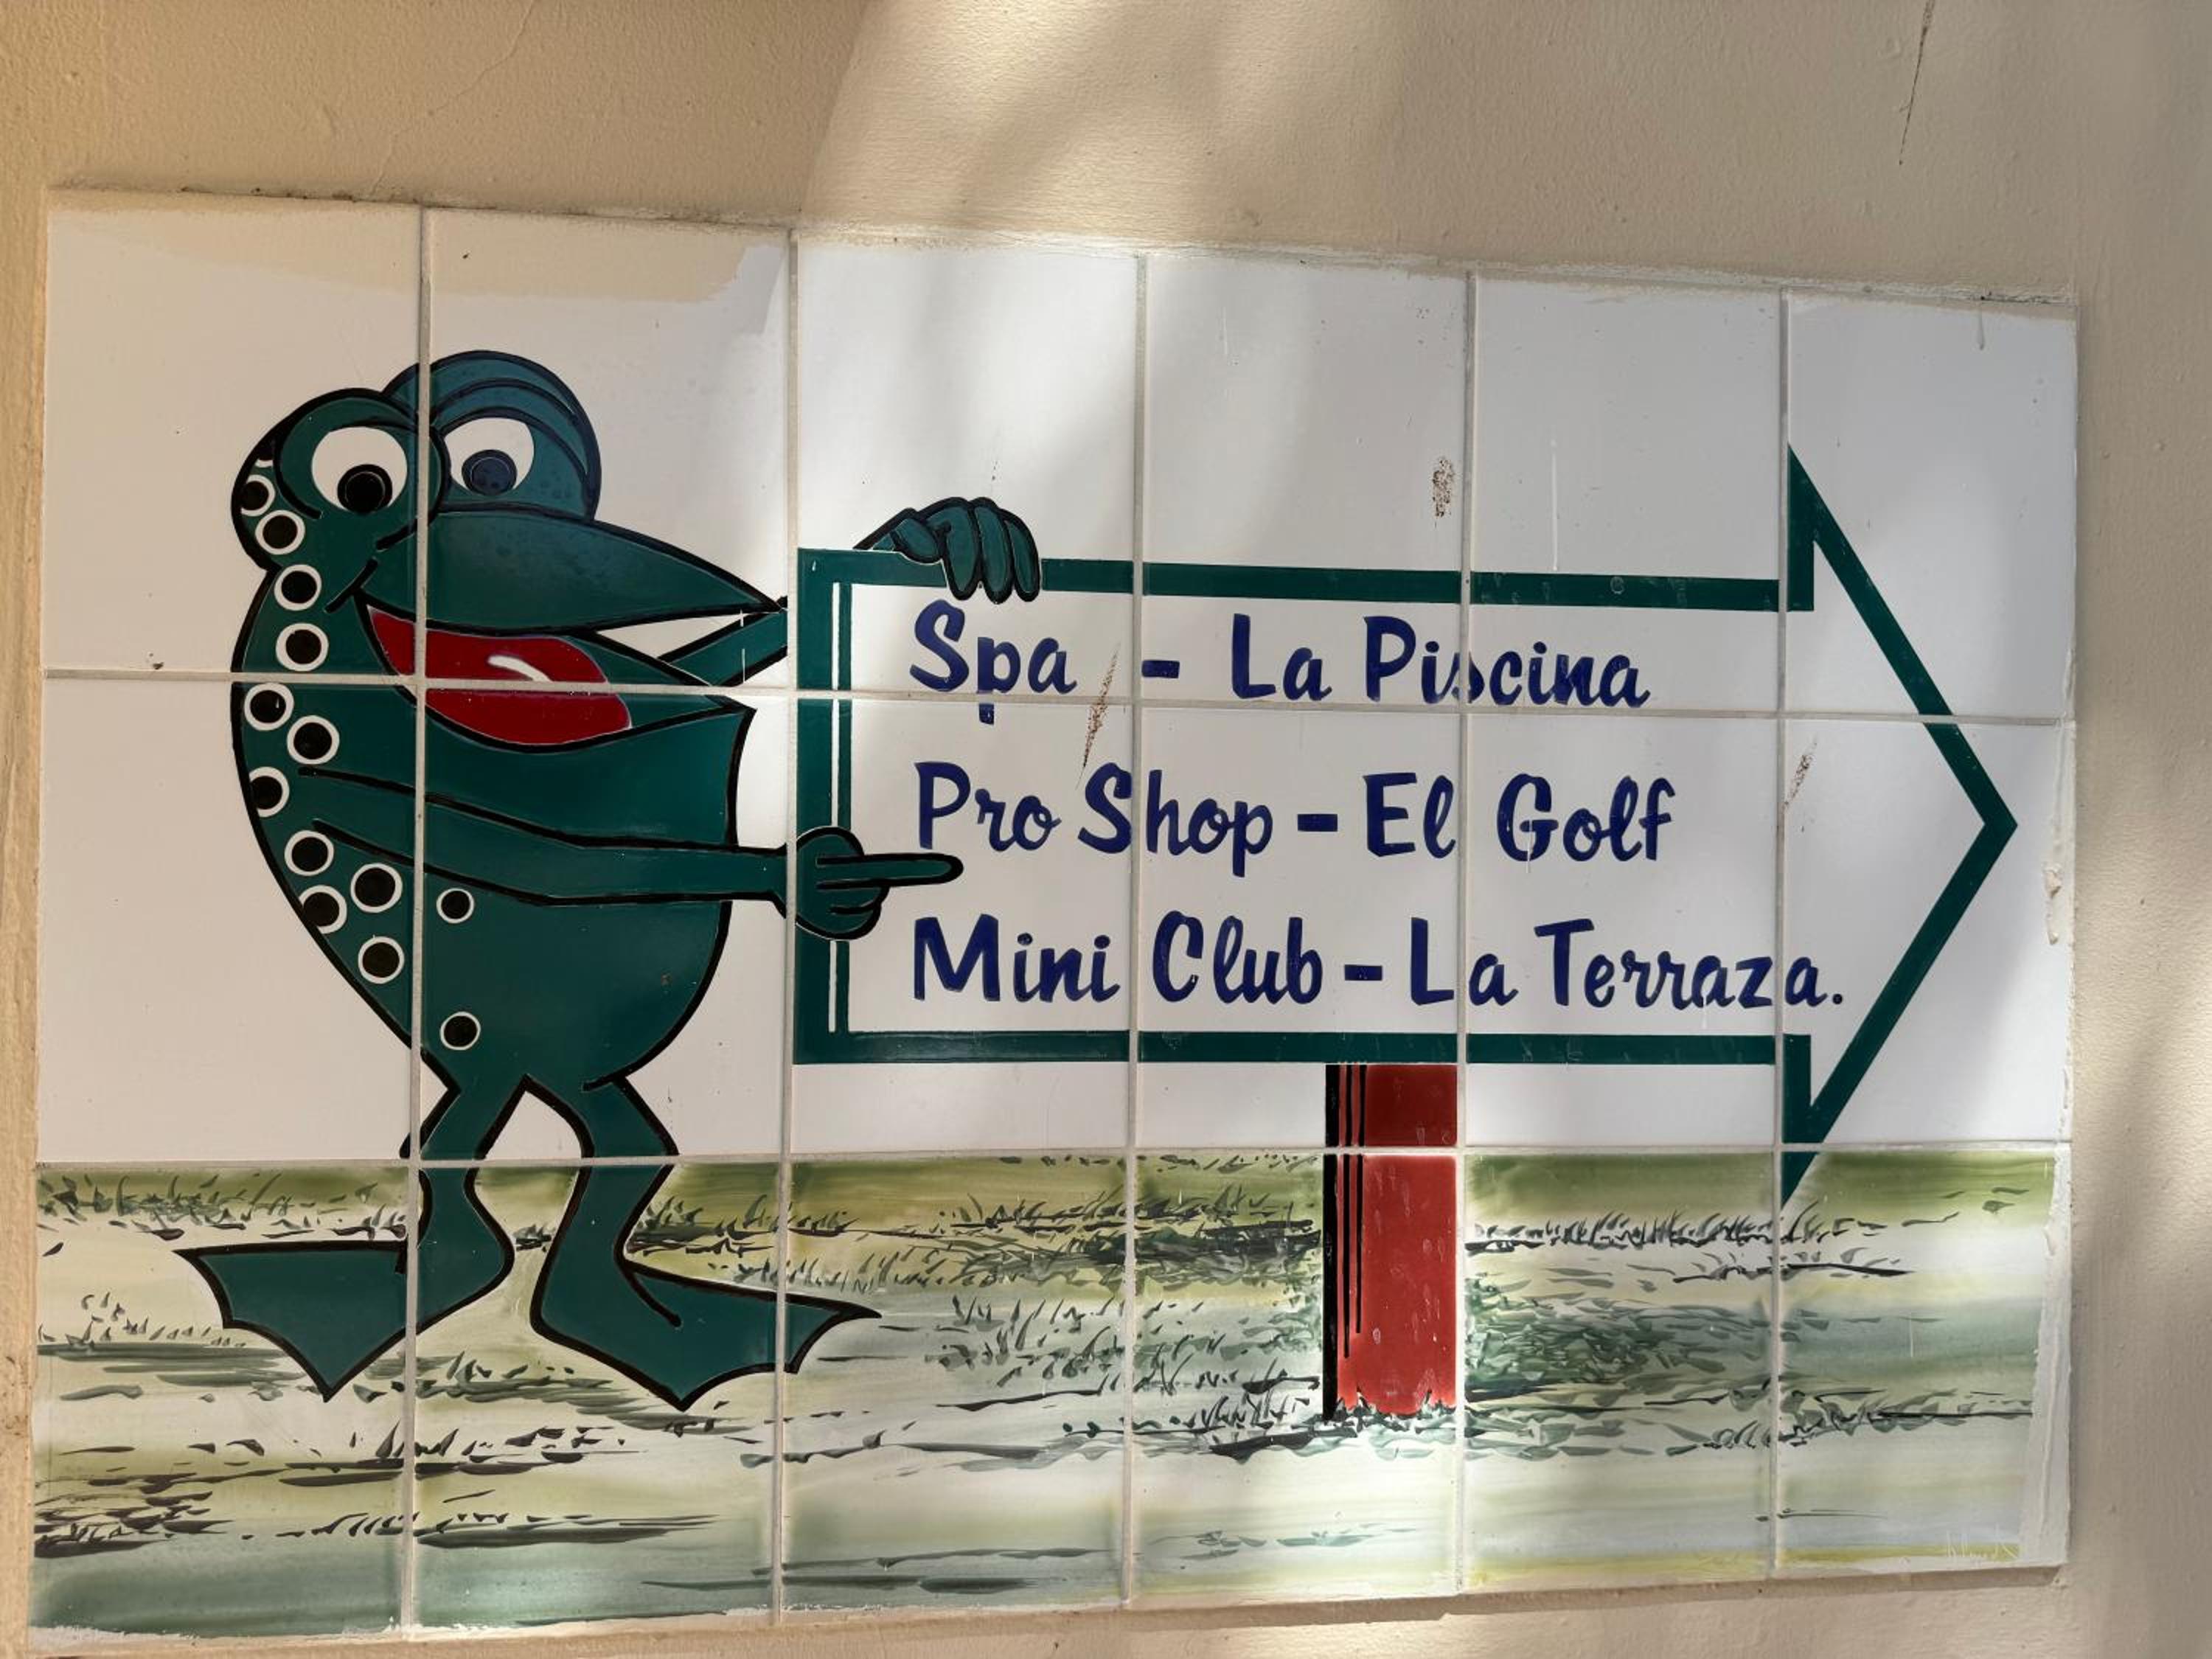 Spa - La Piscina
Pro Shop - El Golf
Mini Club - La Terraza.